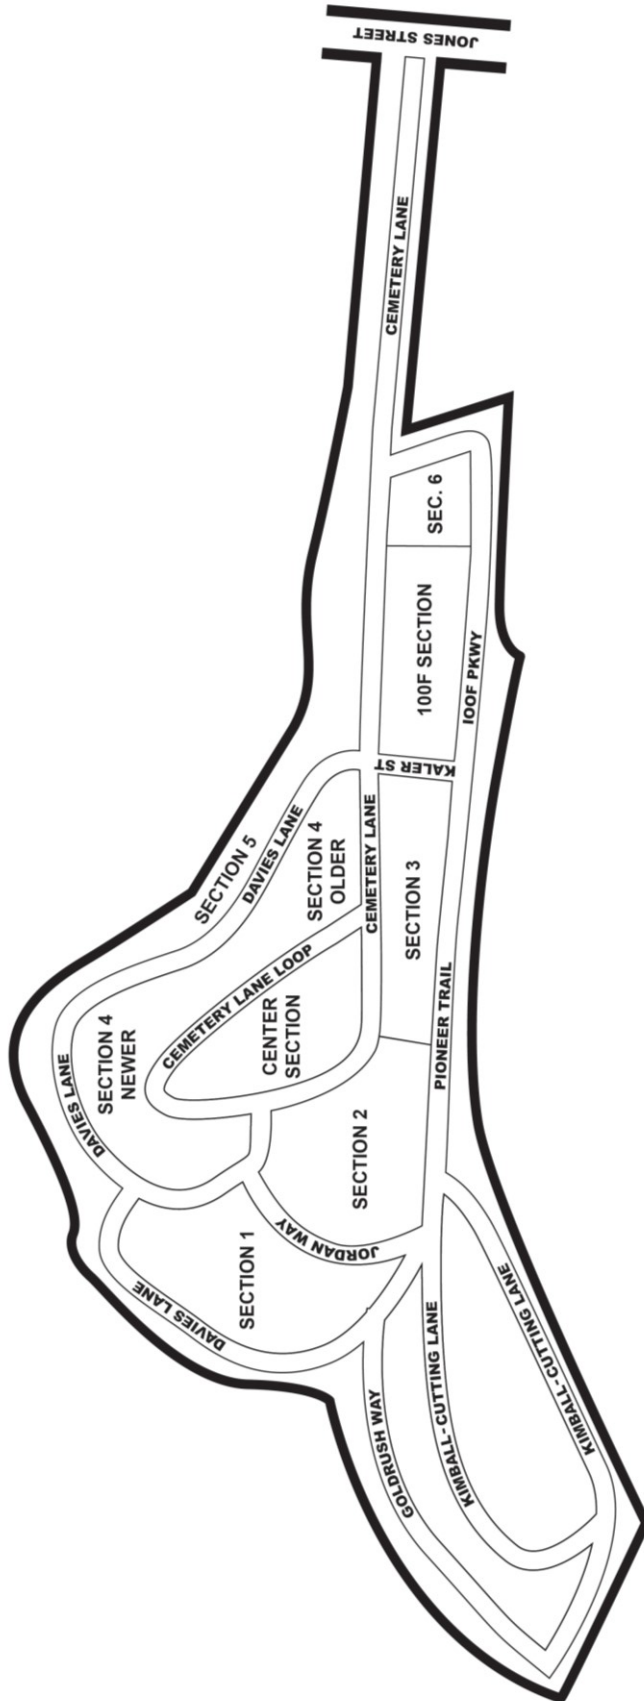 JONES STREET
CEMETERY LANE
SEC. 6
100F SECTION
IOOF PKWY
KALER ST
SECTION 5
DAVIES LANE
SECTION 4
OLDER
CEMETERY LANE
SECTION 3
CEMETERY LANE LOOP
CENTER
SECTION
PIONEER TRAIL
SECTION 4
NEWER
DAVIES LANE
SECTION 2
JORDAN WAY
SECTION 1
DAVIES LANE
KIMBALL-CUTTING LANE
KIMBALL-CUTTING LANE
GOLDRUSH WAY